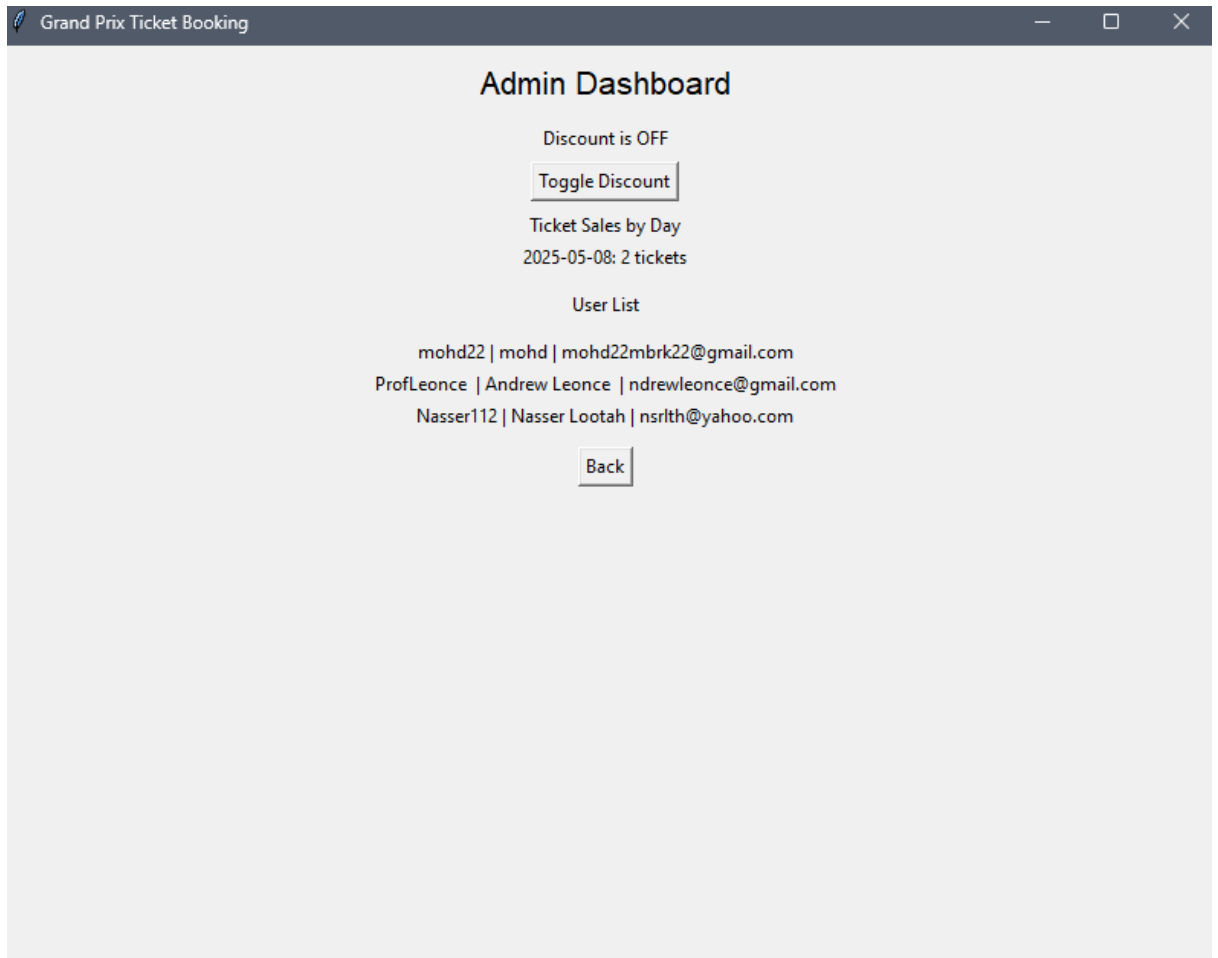 Grand Prix Ticket Booking
Admin Dashboard
Discount is OFF
Toggle Discount
Ticket Sales by Day
2025-05-08: 2 tickets
User List
mohd22 | mohd | mohd22mbrk22@gmail.com
ProfLeonce | Andrew Leonce | ndrewleonce@gmail.com
Nasser112 | Nasser Lootah | nsrlth@yahoo.com
Back